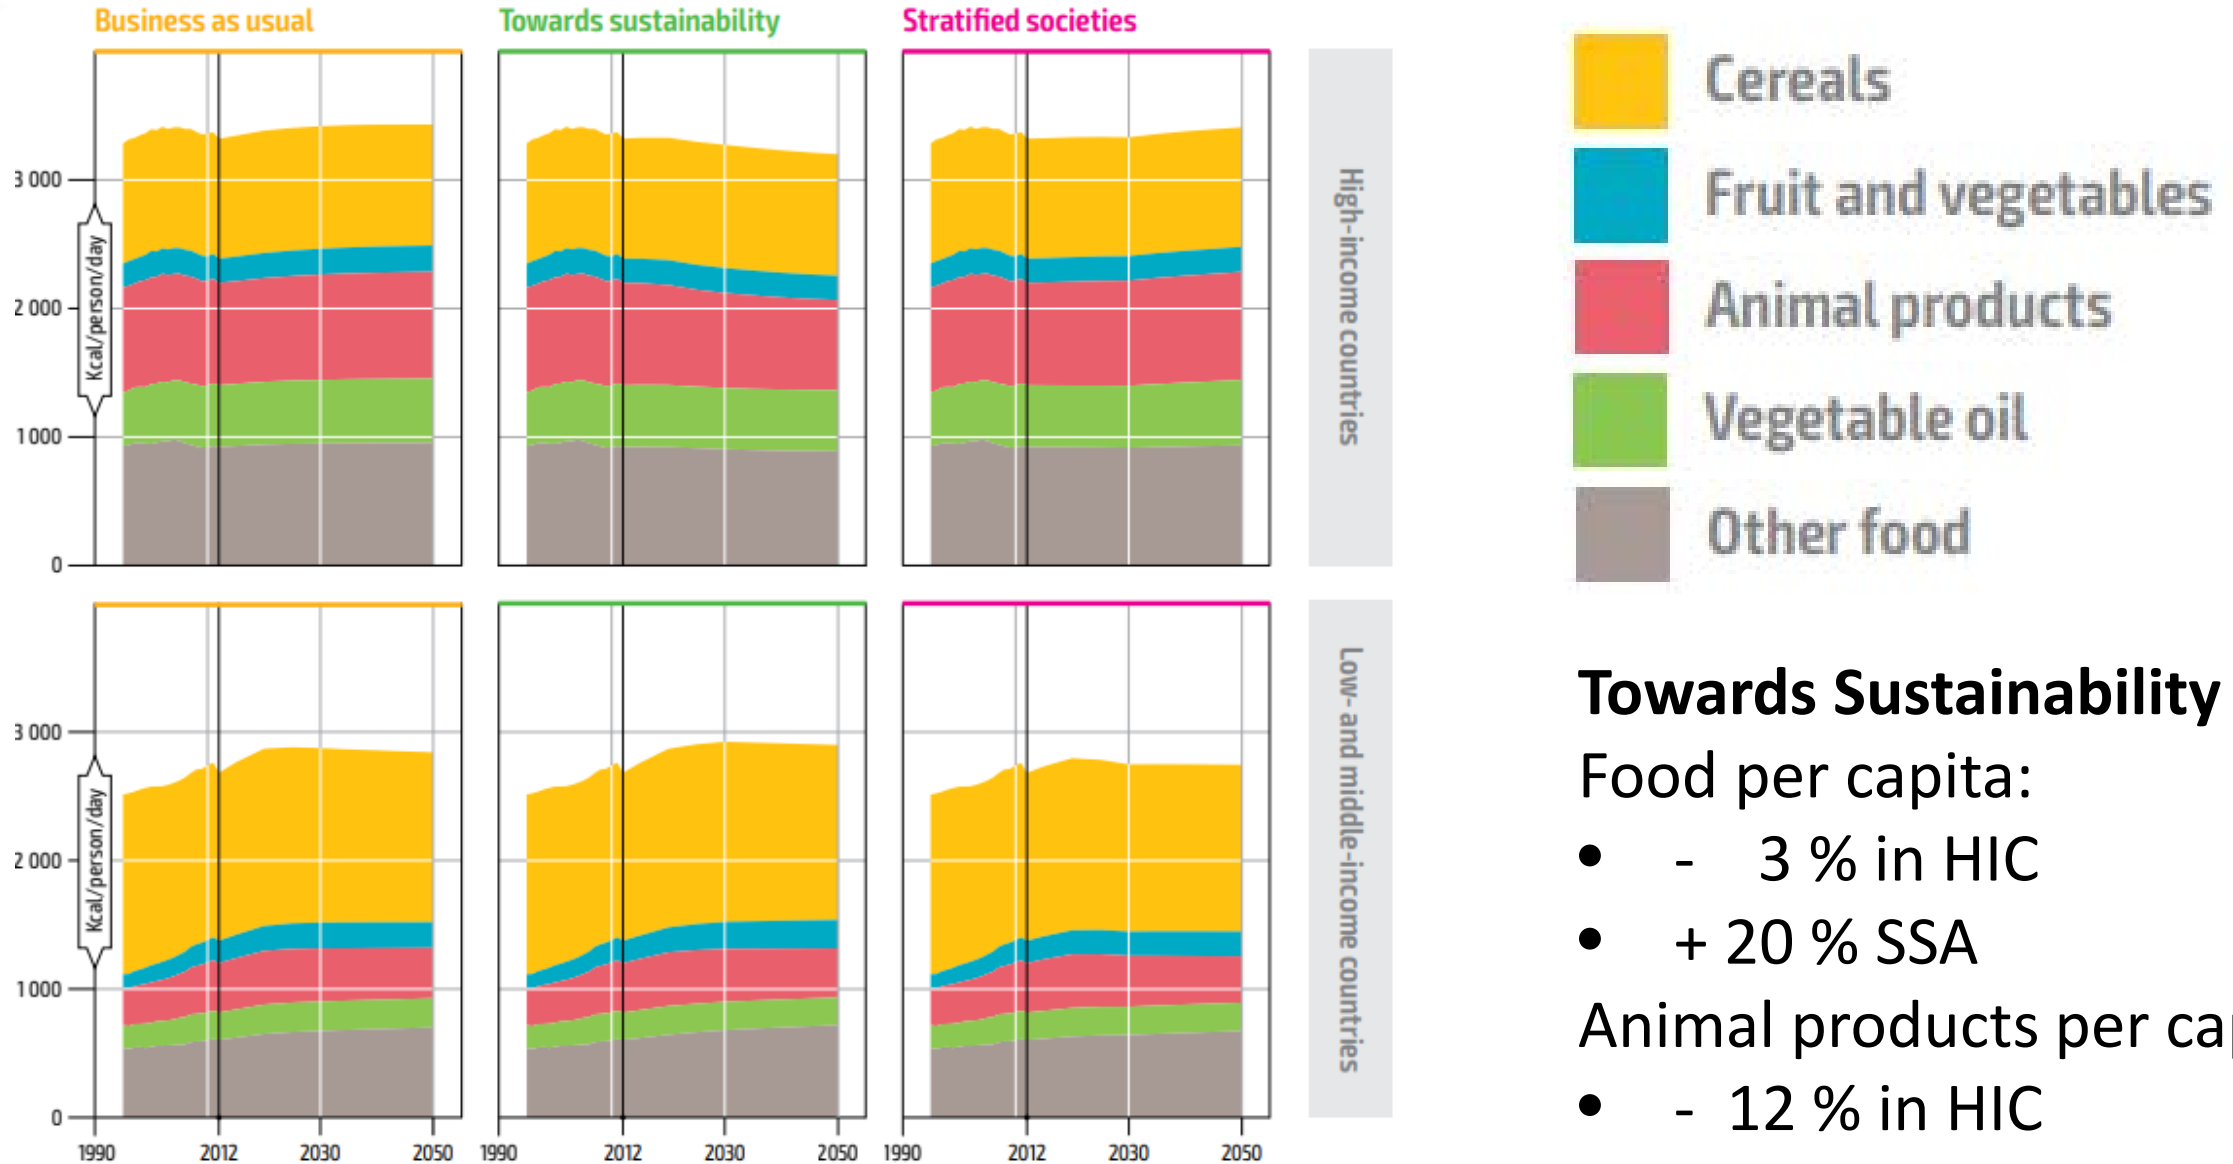 Business as usual
Towards sustainability
Stratified societies
3 000
2 000
1 000
0
Kcal/person/day
High-income countries
3 000
2 000
1 000
0
Kcal/person/day
Low- and middle-income countries
1990 2012 2030 2050 1990 2012 2030 2050 1990 2012 2030 2050
Cereals
Fruit and vegetables
Animal products
Vegetable oil
Other food
Towards Sustainability
Food per capita:
• - 3 % in HIC
• + 20 % SSA
Animal products per
• - 12 % in HIC